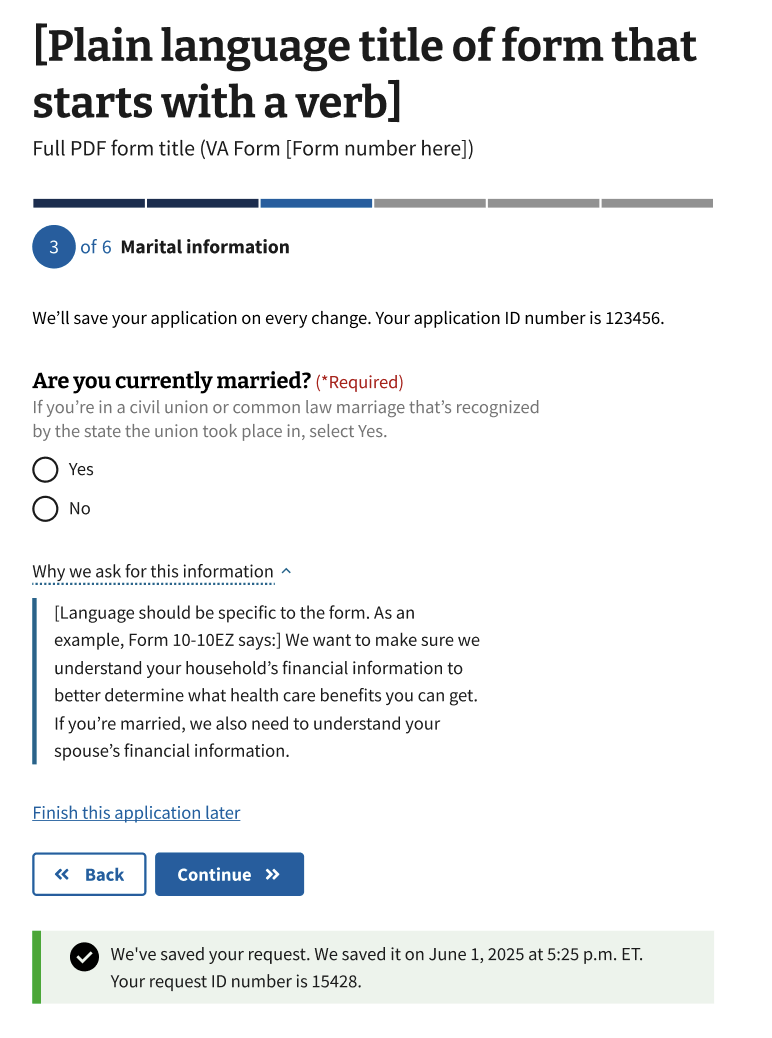 [Plain language title of form that
starts with a verb]
Full PDF form title (VA Form [Form number here])
3 of 6 Marital information
We’ll save your application on every change. Your application ID number is 123456.
Are you currently married? (*Required)
If you’re in a civil union or common law marriage that’s recognized
by the state the union took place in, select Yes.
Yes
No
Why we ask for this information
[Language should be specific to the form. As an
example, Form 10-10EZ says:] We want to make sure we
understand your household’s financial information to
better determine what health care benefits you can get.
If you’re married, we also need to understand your
spouse’s financial information.
Finish this application later
Back
Continue
We've saved your request. We saved it on June 1, 2025 at 5:25 p.m. ET.
Your request ID number is 15428.